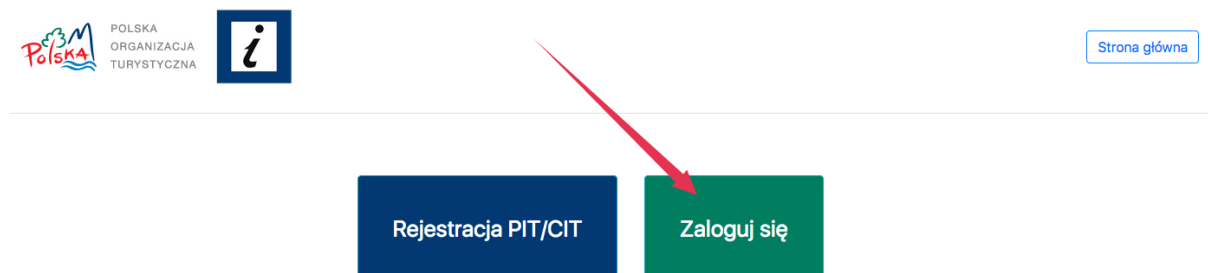 Polska
POLSKA
ORGANIZACJA
TURYSTYCZNA
i
Strona główna
Rejestracja PIT/CIT
Zaloguj się